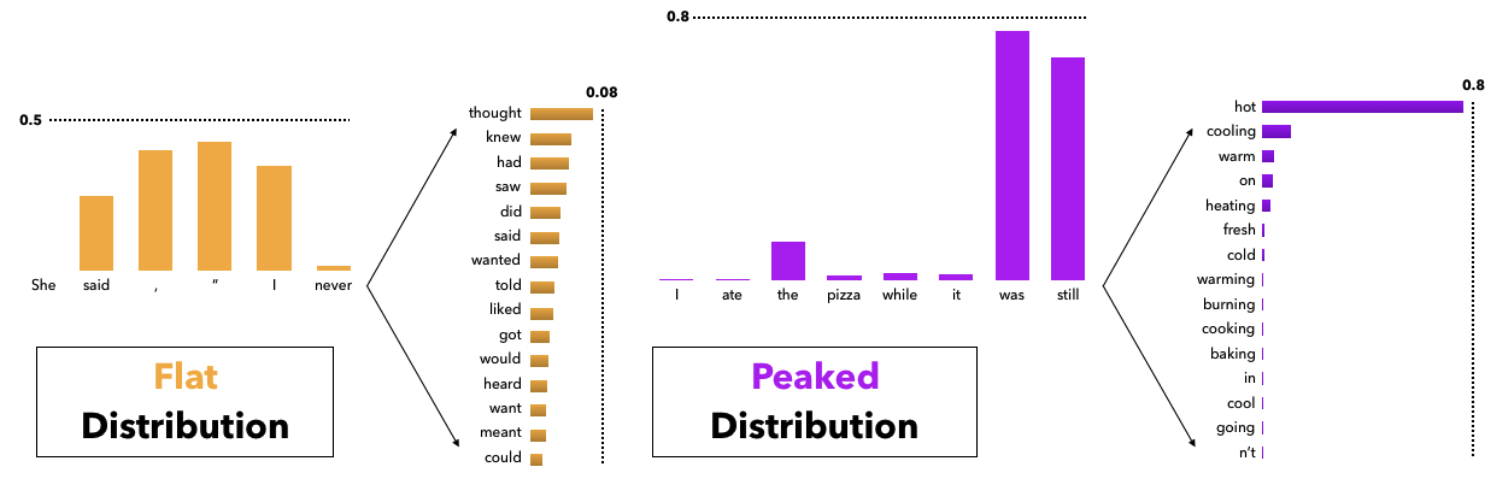 0.5
She said , " I never
0.08
thought
knew
had
saw
did
said
wanted
told
liked
got
would
heard
want
meant
could
Flat
Distribution
0.8
I ate the pizza while it was still
0.8
hot
cooling
warm
on
heating
fresh
cold
warming
burning
cooking
baking
in
cool
going
n't
Peaked
Distribution